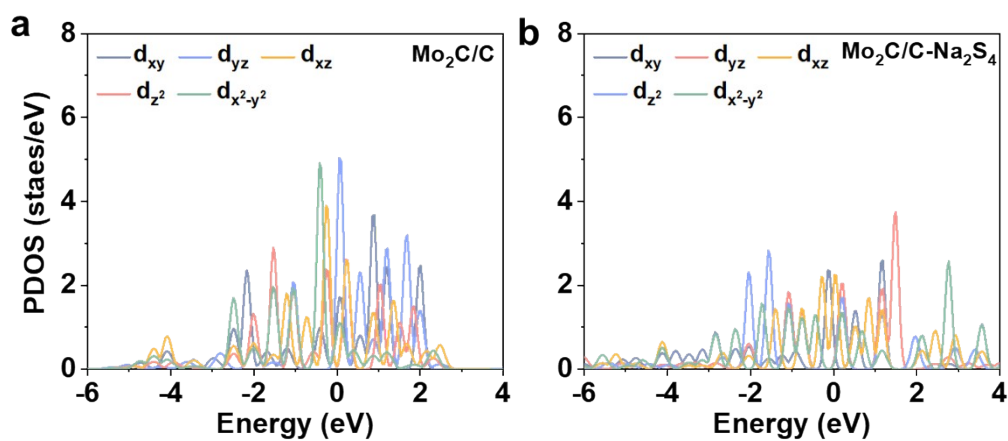 a
8
6
4
2
0
PDOS (staes/eV)
d_xy d_yz d_xz
d_z² d_x²-y²
Mo₂C/C
-6 -4 -2 0 2 4
Energy (eV)
b
8
6
4
2
0
Mo₂C/C-Na₂S₄
d_xy d_yz d_xz
d_z² d_x²-y²
-6 -4 -2 0 2 4
Energy (eV)